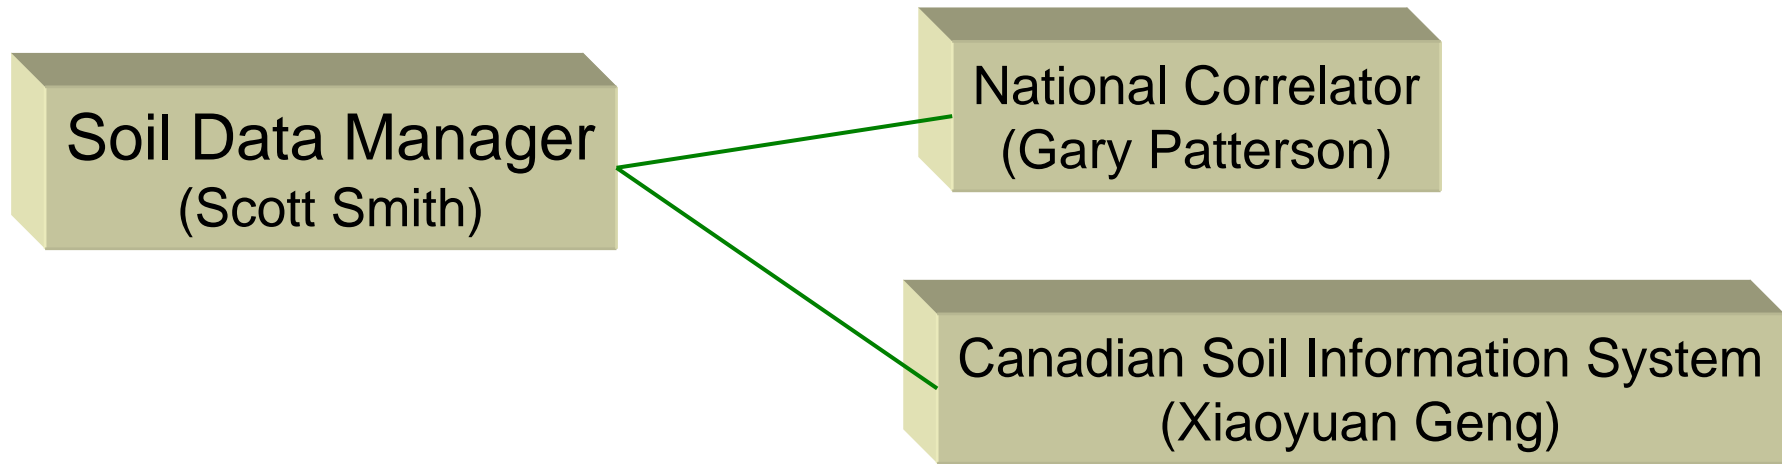 Soil Data Manager
(Scott Smith)
National Correlator
(Gary Patterson)
Canadian Soil Information System
(Xiaoyuan Geng)